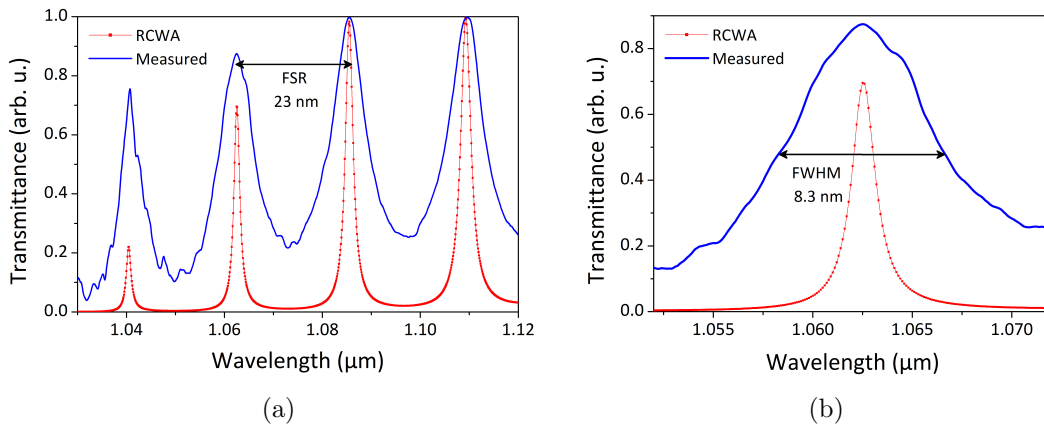 1.0
0.8
0.6
0.4
0.2
0.0
Transmittance (arb. u.)
RCWA
Measured
FSR
23 nm
1.04 1.06 1.08 1.10 1.12
Wavelength (µm)
(a)
0.8
0.6
0.4
0.2
0.0
Transmittance (arb. u.)
RCWA
Measured
FWHM
8.3 nm
1.055 1.060 1.065 1.070
Wavelength (µm)
(b)